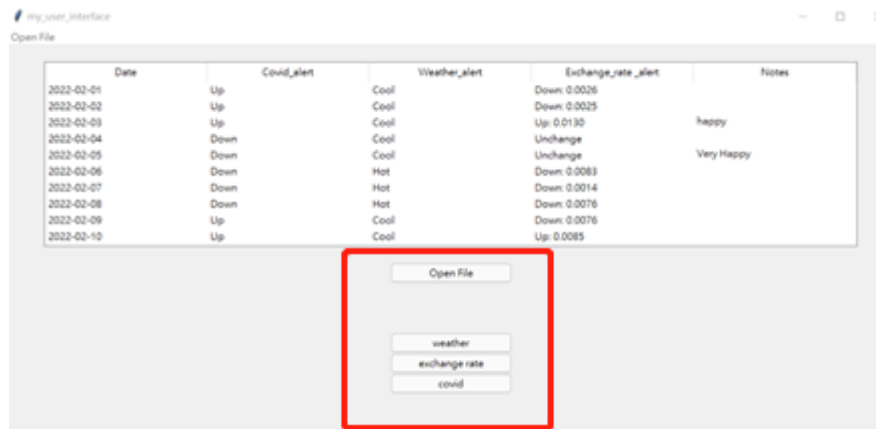 my_user_interface
Open File
Date Covid_alert Weather_alert Exchange_rate _alert Notes
2022-02-01 Up Cool Down: 0.0026
2022-02-02 Up Cool Down: 0.0025
2022-02-03 Up Cool Up: 0.0130 happy
2022-02-04 Down Cool Unchange
2022-02-05 Down Cool Unchange Very Happy
2022-02-06 Down Hot Down: 0.0083
2022-02-07 Down Hot Down: 0.0014
2022-02-08 Down Hot Down: 0.0076
2022-02-09 Up Cool Down: 0.0076
2022-02-10 Up Cool Up: 0.0085
Open File
weather
exchange rate
covid